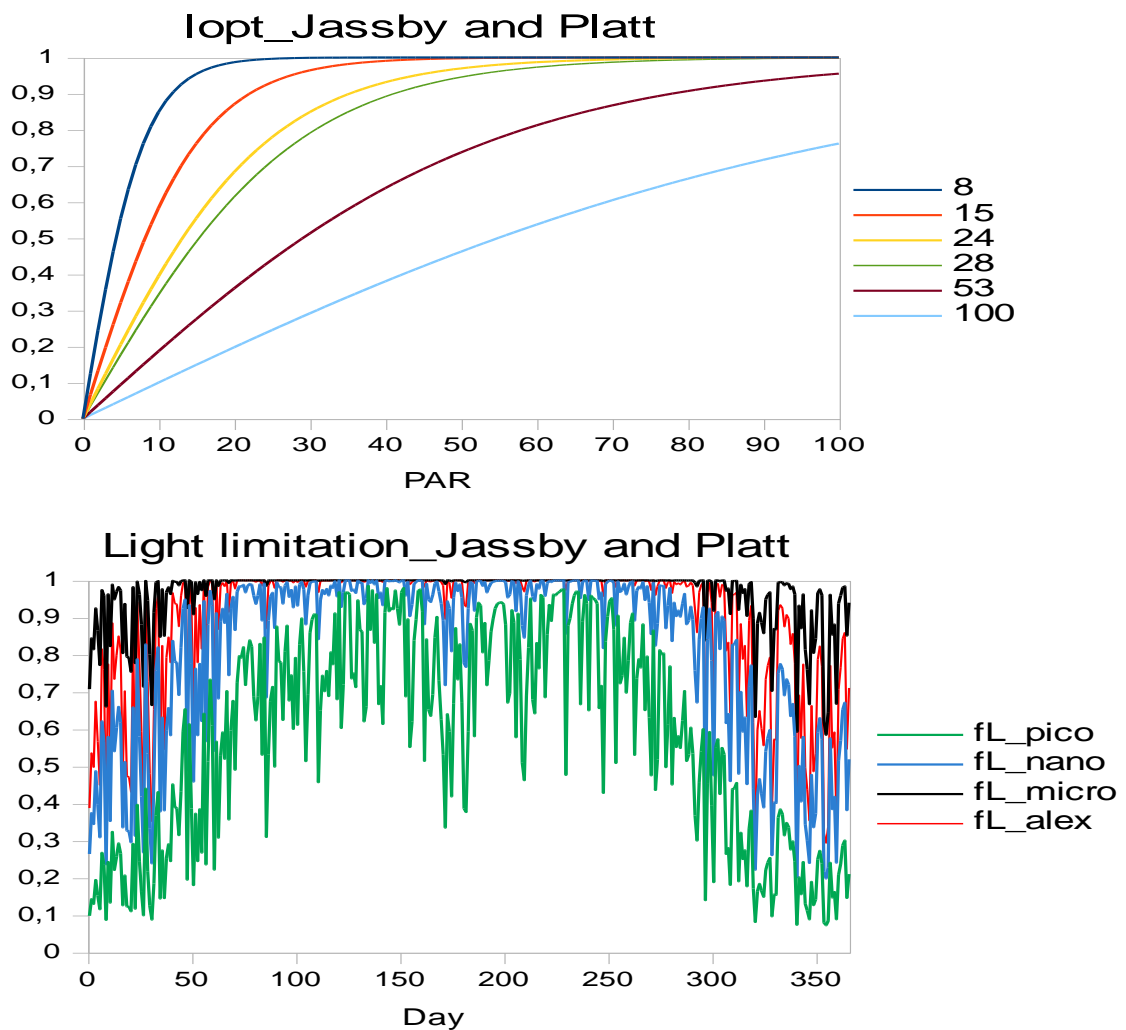 Iopt_Jassby and Platt
1
0,9
0,8
0,7
0,6
0,5
0,4
0,3
0,2
0,1
0
0 10 20 30 40 50 60 70 80 90 100
PAR
8
15
24
28
53
100
Light limitation_Jassby and Platt
1
0,9
0,8
0,7
0,6
0,5
0,4
0,3
0,2
0,1
0
0 50 100 150 200 250 300 350
Day
fL_pico
fL_nano
fL_micro
fL_alex